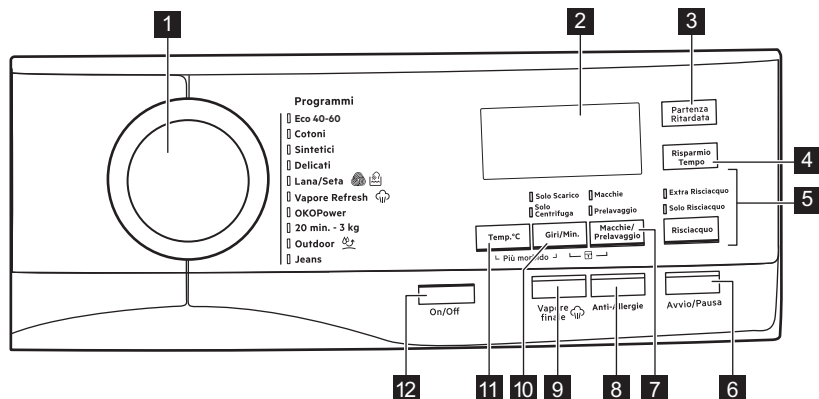 1
2
3
Programmi
Eco 40-60
Cotoni
Sintetici
Delicati
Lana/Seta
Vapore Refresh
OKOPower
20 min. - 3 kg
Outdoor
Jeans
Partenza
Ritardata
Risparmio
Tempo
4
5
Solo Scarico
Macchie
Extra Risciacquo
Solo
Centrifuga
Prelavaggio
Solo Risciacquo
Temp.°C
Giri/Min.
Macchie/
Prelavaggio
Risciacquo
Più morbido
On/Off
Vapore
finale
Anti-Allergie
Avvio/Pausa
12
11
10
9
8
7
6